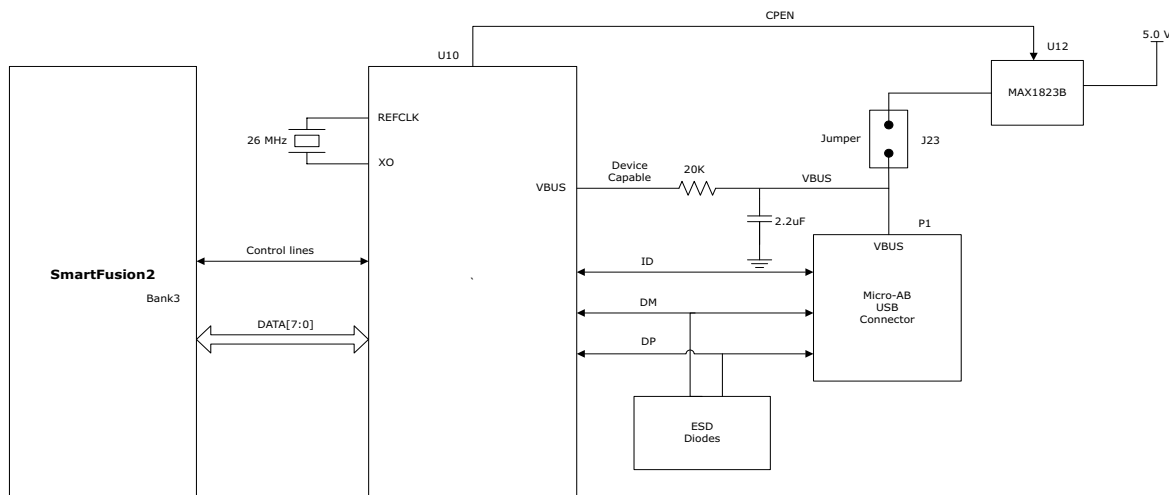 CPEN
5.0 V
U10
U12
MAX1823B
REFCLK
26 MHz
XO
Jumper
J23
Device
Capable
20K
VBUS
VBUS
2.2uF
P1
VBUS
Control lines
ID
SmartFusion2
Bank3
Micro-AB
USB
Connector
DM
DATA[7:0]
DP
ESD
Diodes